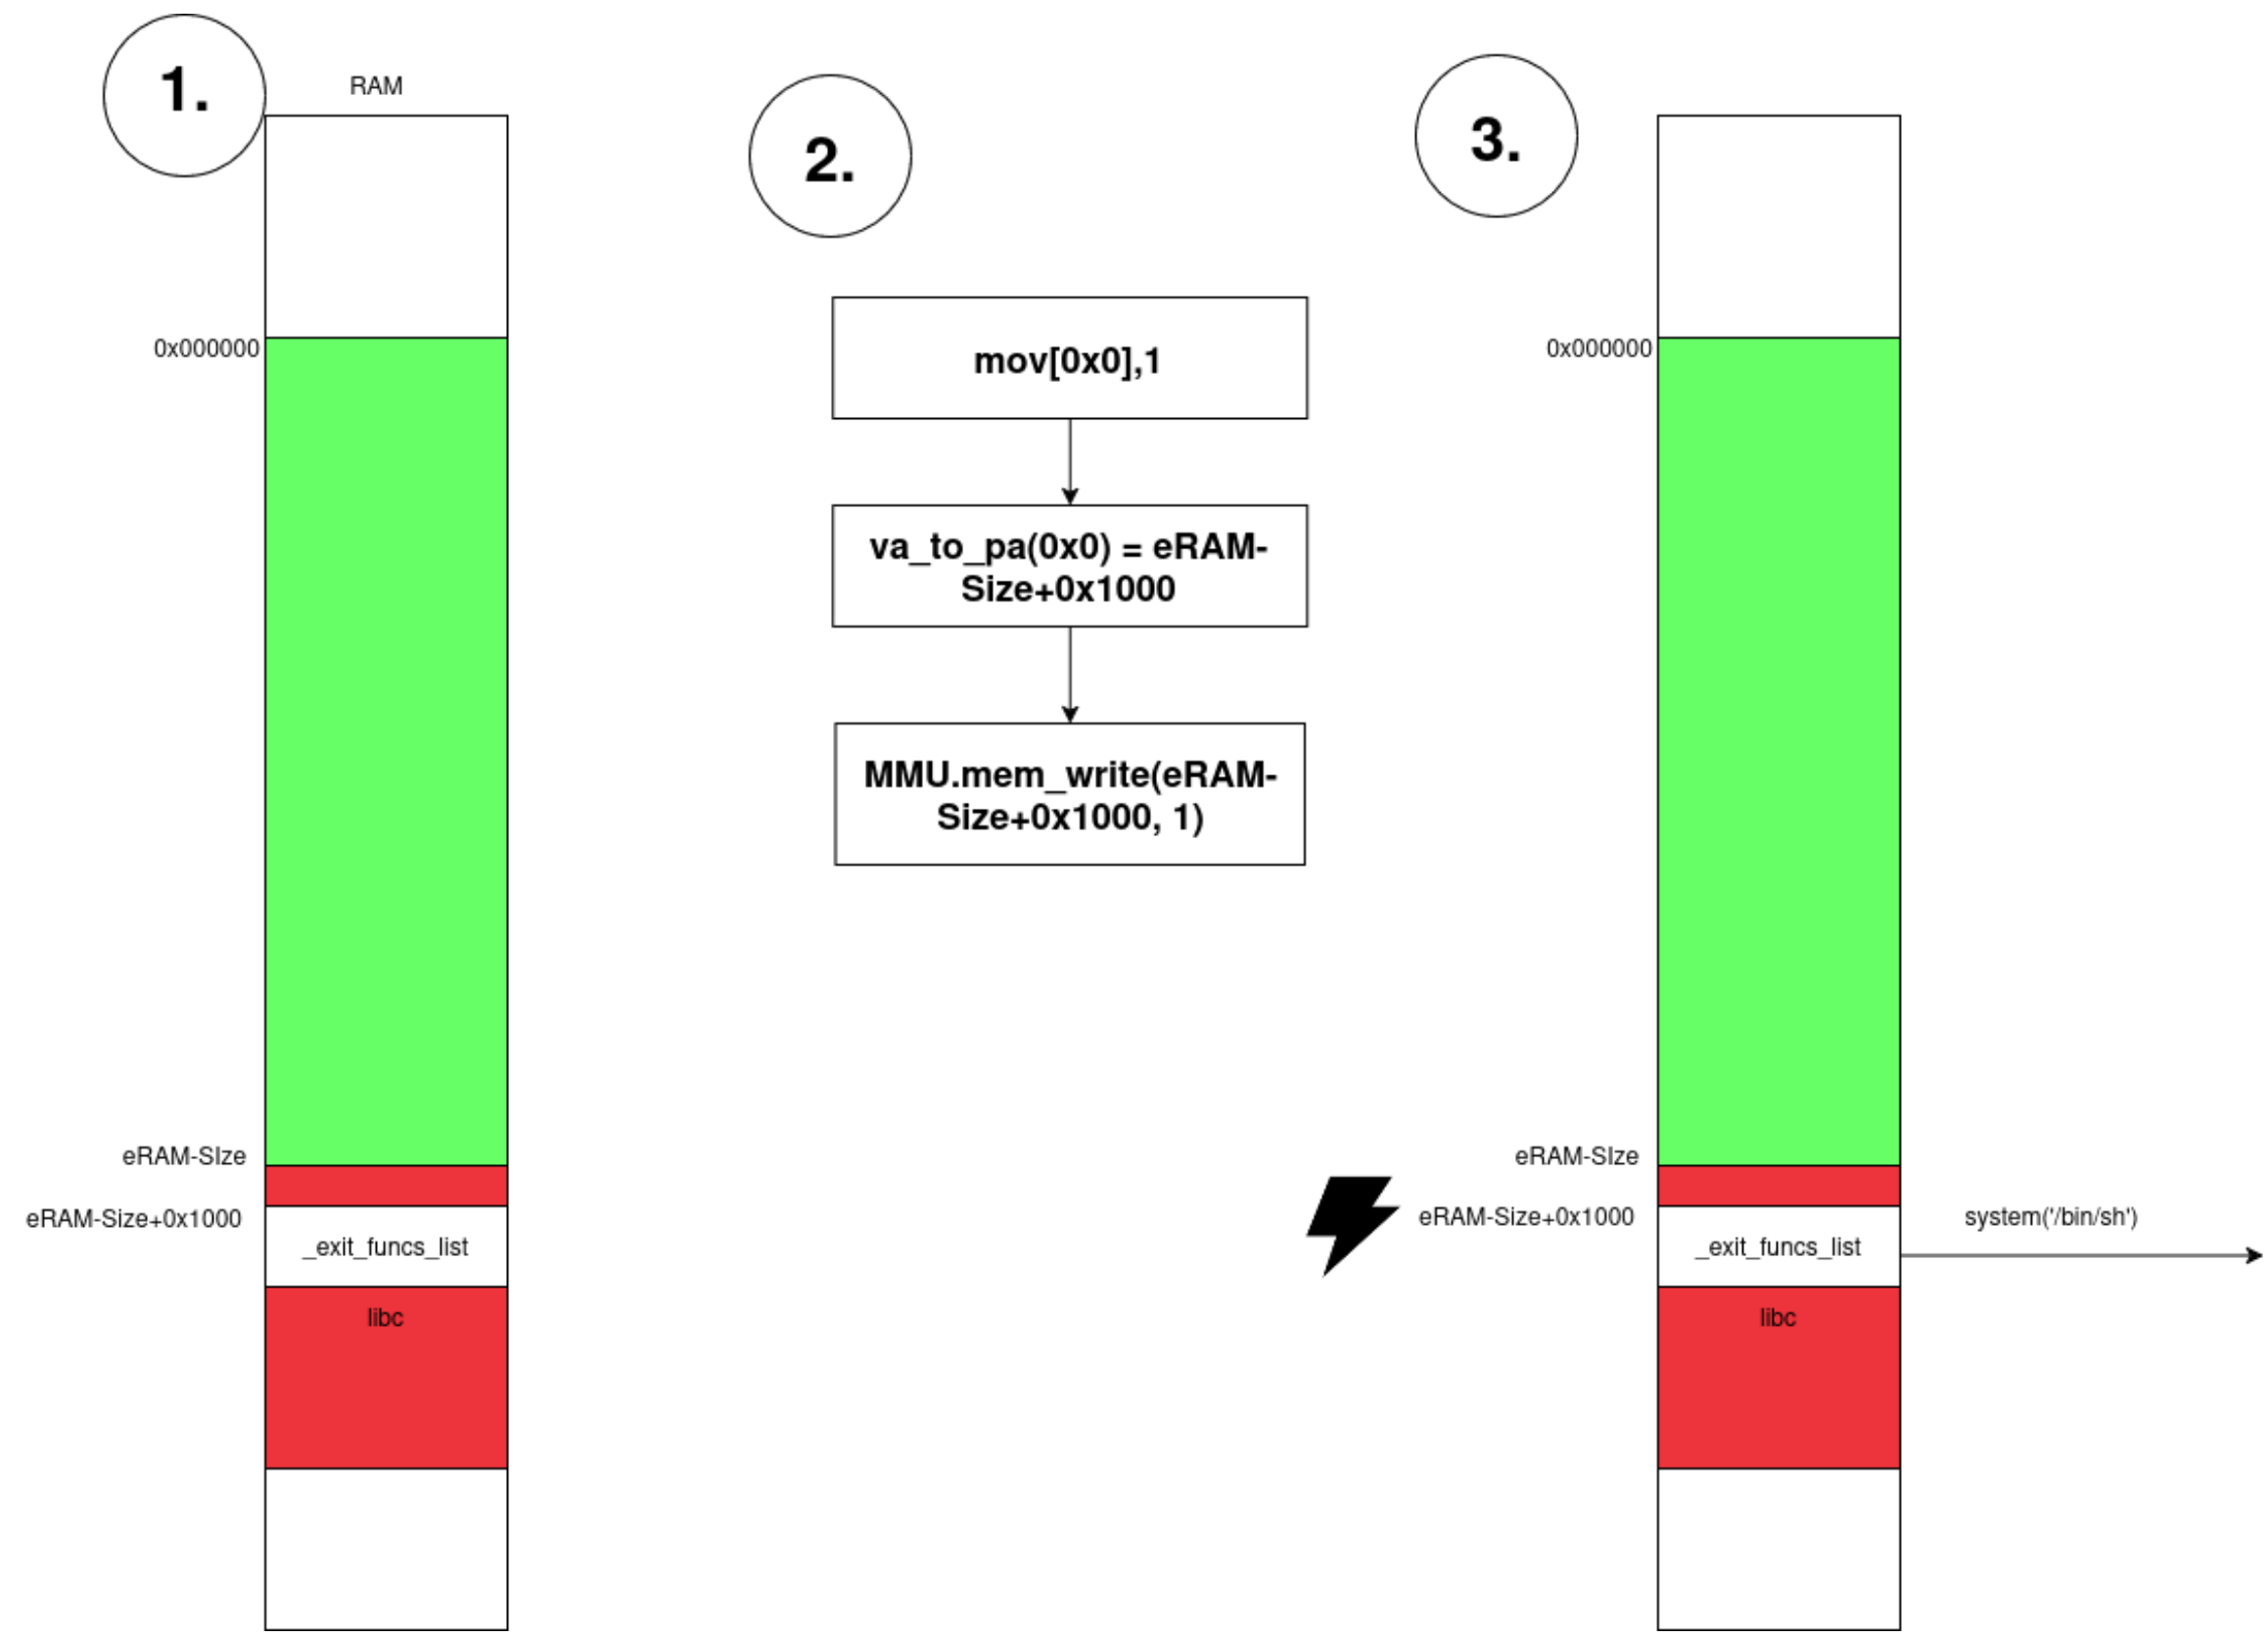 1.
RAM
0x000000
eRAM-SIze
eRAM-Size+0x1000
_exit_funcs_list
libc
2.
mov[0x0],1
va_to_pa(0x0) = eRAM-
Size+0x1000
MMU.mem_write(eRAM-
Size+0x1000, 1)
3.
0x000000
eRAM-SIze
eRAM-Size+0x1000
_exit_funcs_list
system('/bin/sh')
libc